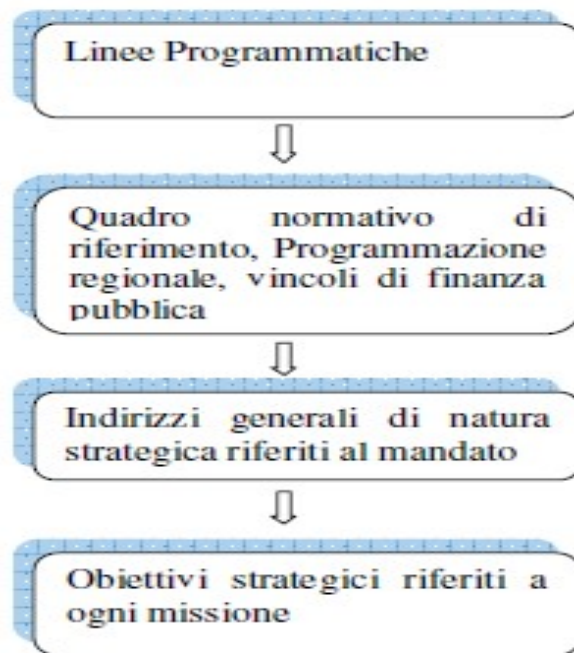 Linee Programmatiche
Quadro normativo di
riferimento, Programmazione
regionale, vincoli di finanza
pubblica
Indirizzi generali di natura
strategica riferiti al mandato
Obiettivi strategici riferiti a
ogni missione